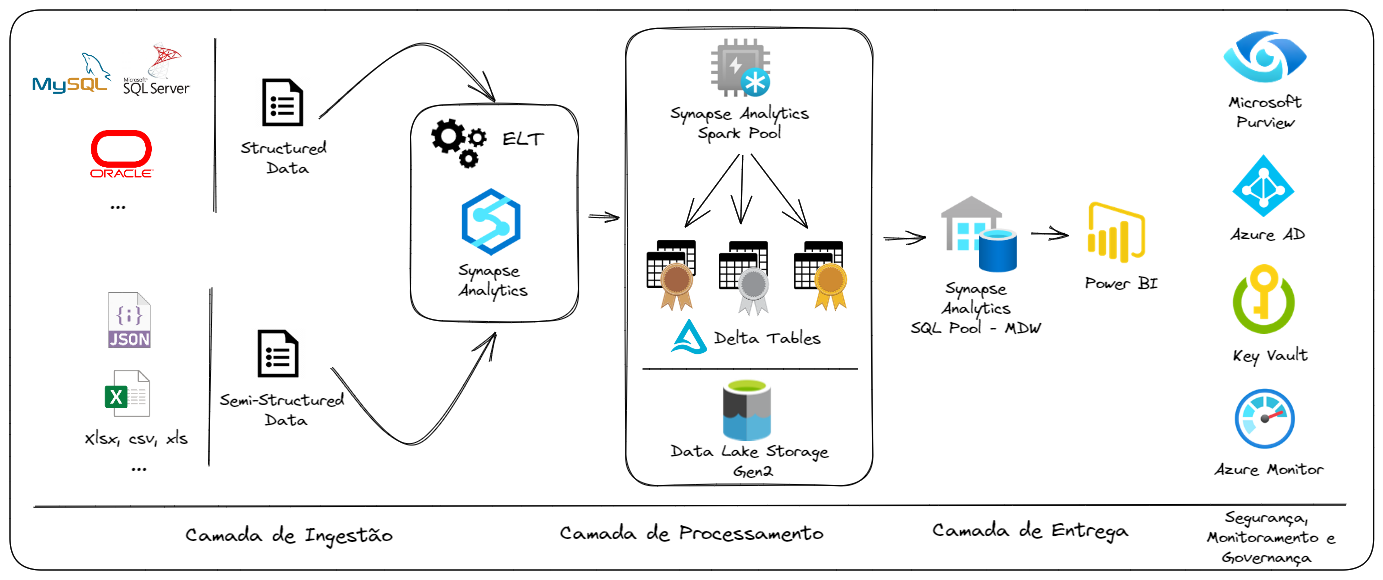 MySQL
Microsoft
SQL Server
ORACLE
...
Structured
Data
{i}
JSON
X
xlsx, csv, xls
...
Semi-Structured
Data
ELT
Synapse
Analytics
Synapse Analytics
Spark Pool
Delta Tables
Data Lake Storage
Gen2
Synapse
Analytics
SQL Pool - MDW
Power BI
Microsoft
Purview
Azure AD
Key Vault
Azure Monitor
Camada de Ingestão
Camada de Processamento
Camada de Entrega
Segurança,
Monitoramento e
Governança